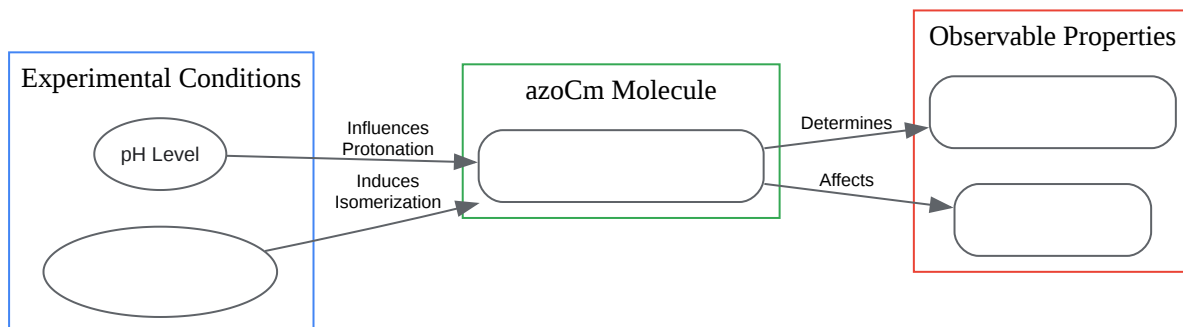 Experimental Conditions
pH Level
Influences
Protonation
Induces
Isomerization
azoCm Molecule
Determines
Affects
Observable Properties